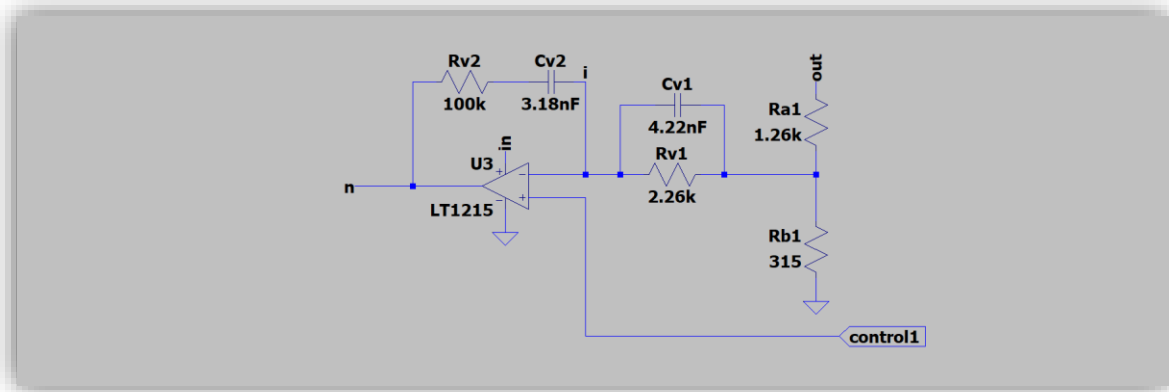 Rv2
100k
Cv2
3.18nF
i
Cv1
4.22nF
Rv1
2.26k
out
Ra1
1.26k
in
U3
+
-
-
+
n
LT1215
Rb1
315
control1